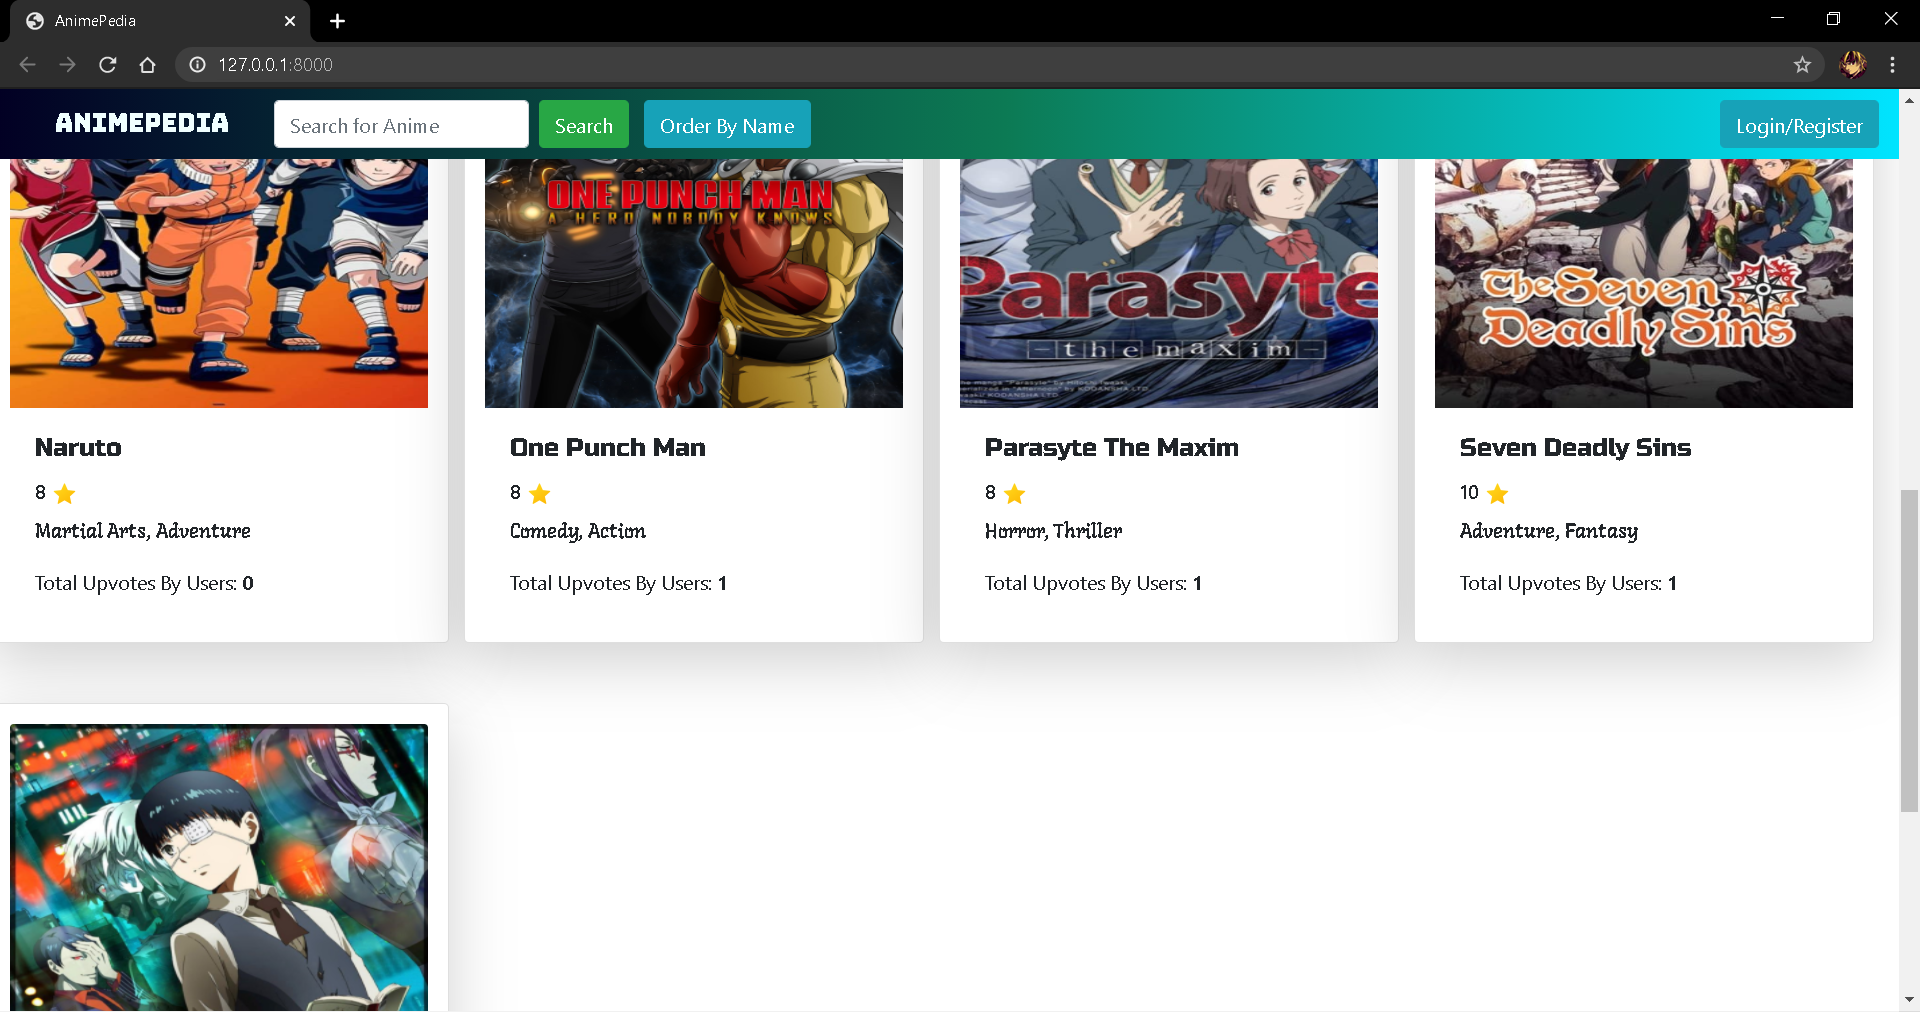 AnimePedia
127.0.0.1:8000
ANIMEPEDIA
Search for Anime
Search
Order By Name
Login/Register
ONE PUNCH MAN
A HERO NOBODY KNOWS
Parasyte
-the maxim-
The Seven
Deadly Sins
Naruto
8
Martial Arts, Adventure
Total Upvotes By Users: 0
One Punch Man
8
Comedy, Action
Total Upvotes By Users: 1
Parasyte The Maxim
8
Horror, Thriller
Total Upvotes By Users: 1
Seven Deadly Sins
10
Adventure, Fantasy
Total Upvotes By Users: 1